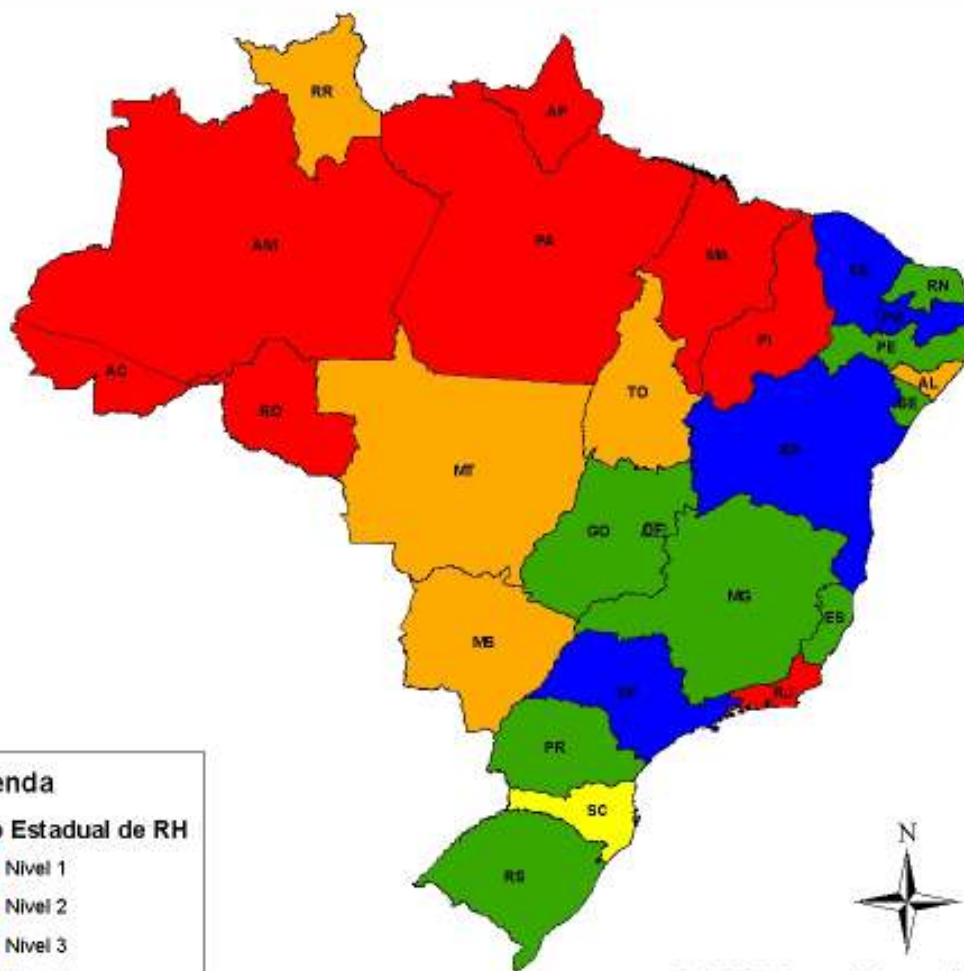 RR
AP
AM
PA
MA
CE
RN
PB
PI
PE
AC
TO
AL
SE
RO
BA
MT
GO
DF
MG
ES
MS
SP
RJ
PR
SC
RS
enda
Estadual de RH
Nivel 1
Nivel 2
Nivel 3
N